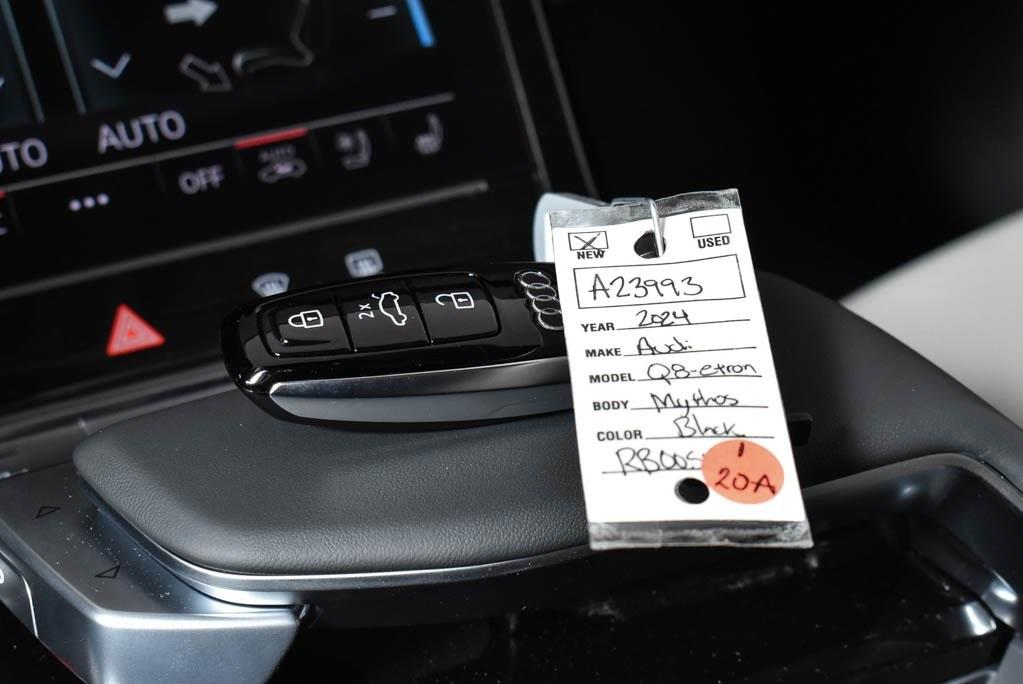 AUTO
OFF
AUTO
2x
NEW
USED
A23993
YEAR 2024
MAKE Audi
MODEL Q8-etron
BODY Mythos
COLOR Black
RB005
1
20A